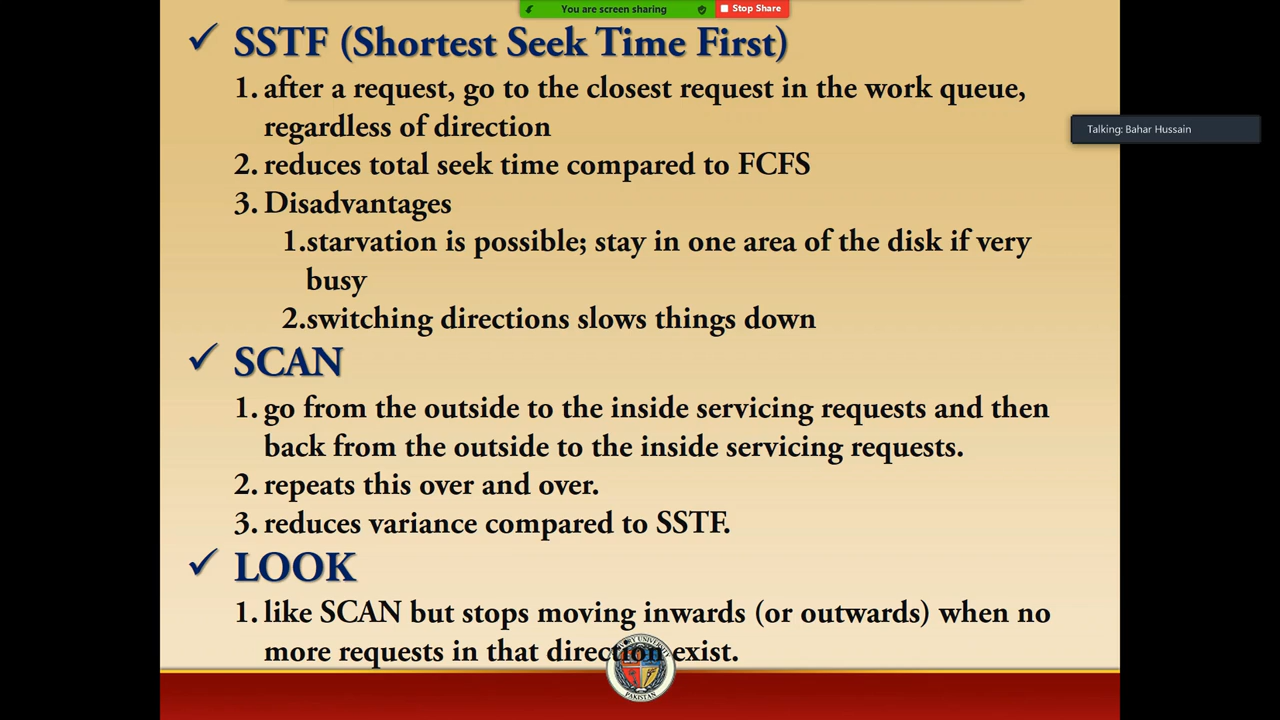 You are screen sharing
Stop Share
SSTF (Shortest Seek Time First)
1. after a request, go to the closest request in the work queue,
regardless of direction
2. reduces total seek time compared to FCFS
3. Disadvantages
1.starvation is possible; stay in one area of the disk if very
busy
2.switching directions slows things down
SCAN
1. go from the outside to the inside servicing requests and then
back from the outside to the inside servicing requests.
2. repeats this over and over.
3. reduces variance compared to SSTF.
LOOK
1. like SCAN but stops moving inwards (or outwards) when no
more requests in that direction exist.
Talking: Bahar Hussain
PAKISTAN